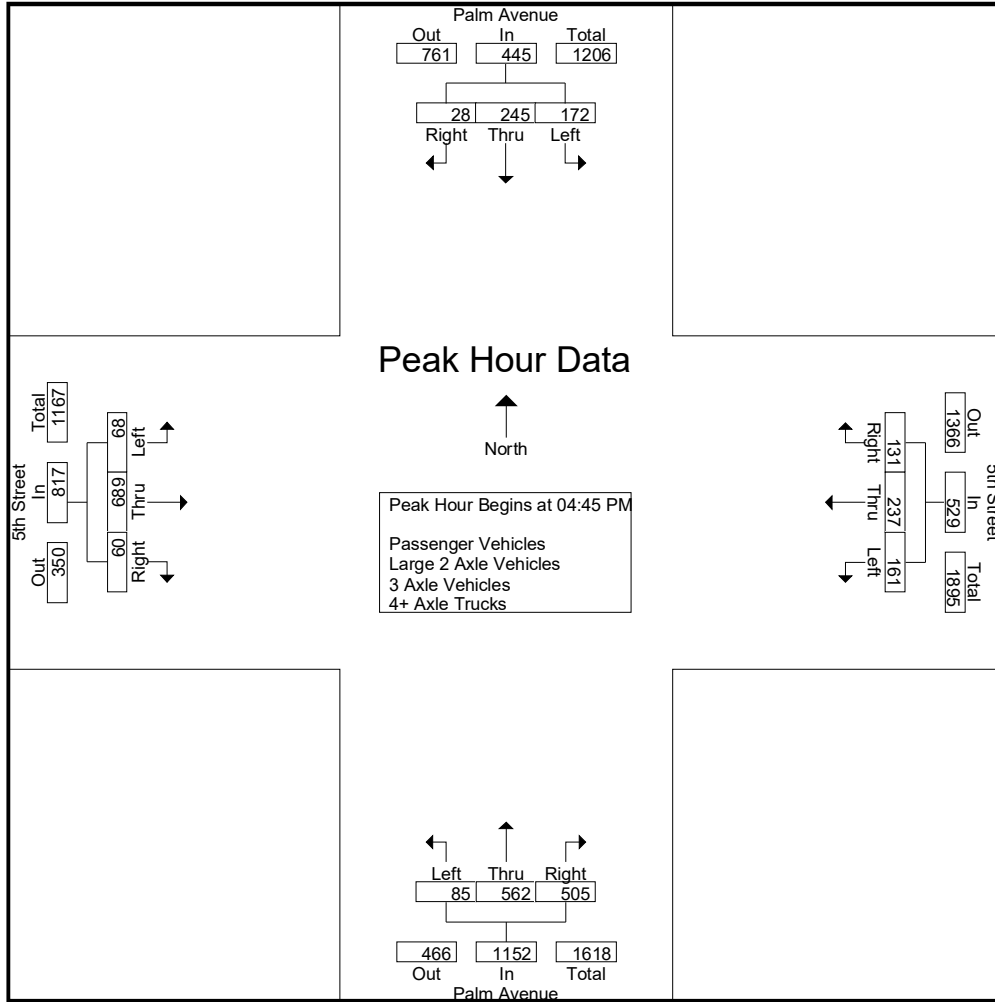 Palm Avenue
Out In Total
761 445 1206
28 245 172
Right Thru Left
Peak Hour Data
North
Peak Hour Begins at 04:45 PM
Passenger Vehicles
Large 2 Axle Vehicles
3 Axle Vehicles
4+ Axle Trucks
5th Street
Out In Total
350 817 1167
60 689 68
Right Thru Left
5th Street
Out In Total
1366 529 1895
131 237 161
Right Thru Left
Left Thru Right
85 562 505
466 1152 1618
Out In Total
Palm Avenue